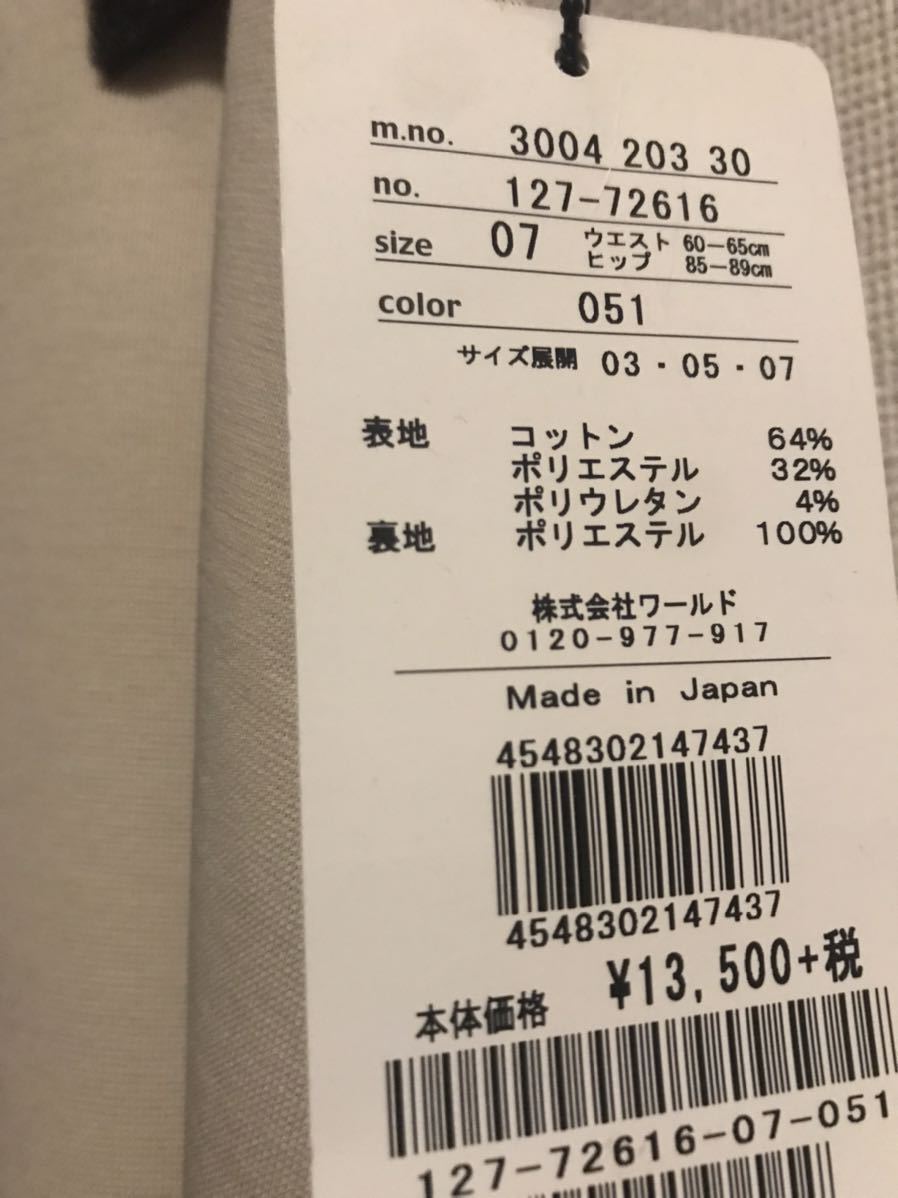 m.no. 3004 203 30
no. 127-72616
size 07 ウエスト 60-65cm
ヒップ 85-89cm
color 051
サイズ展開 03・05・07
表地 コットン 64%
ポリエステル 32%
ポリウレタン 4%
裏地 ポリエステル 100%
株式会社ワールド
0120-977-917
Made in Japan
4548302147437
4548302147437
本体価格 ¥13,500+税
127-72616-07-051